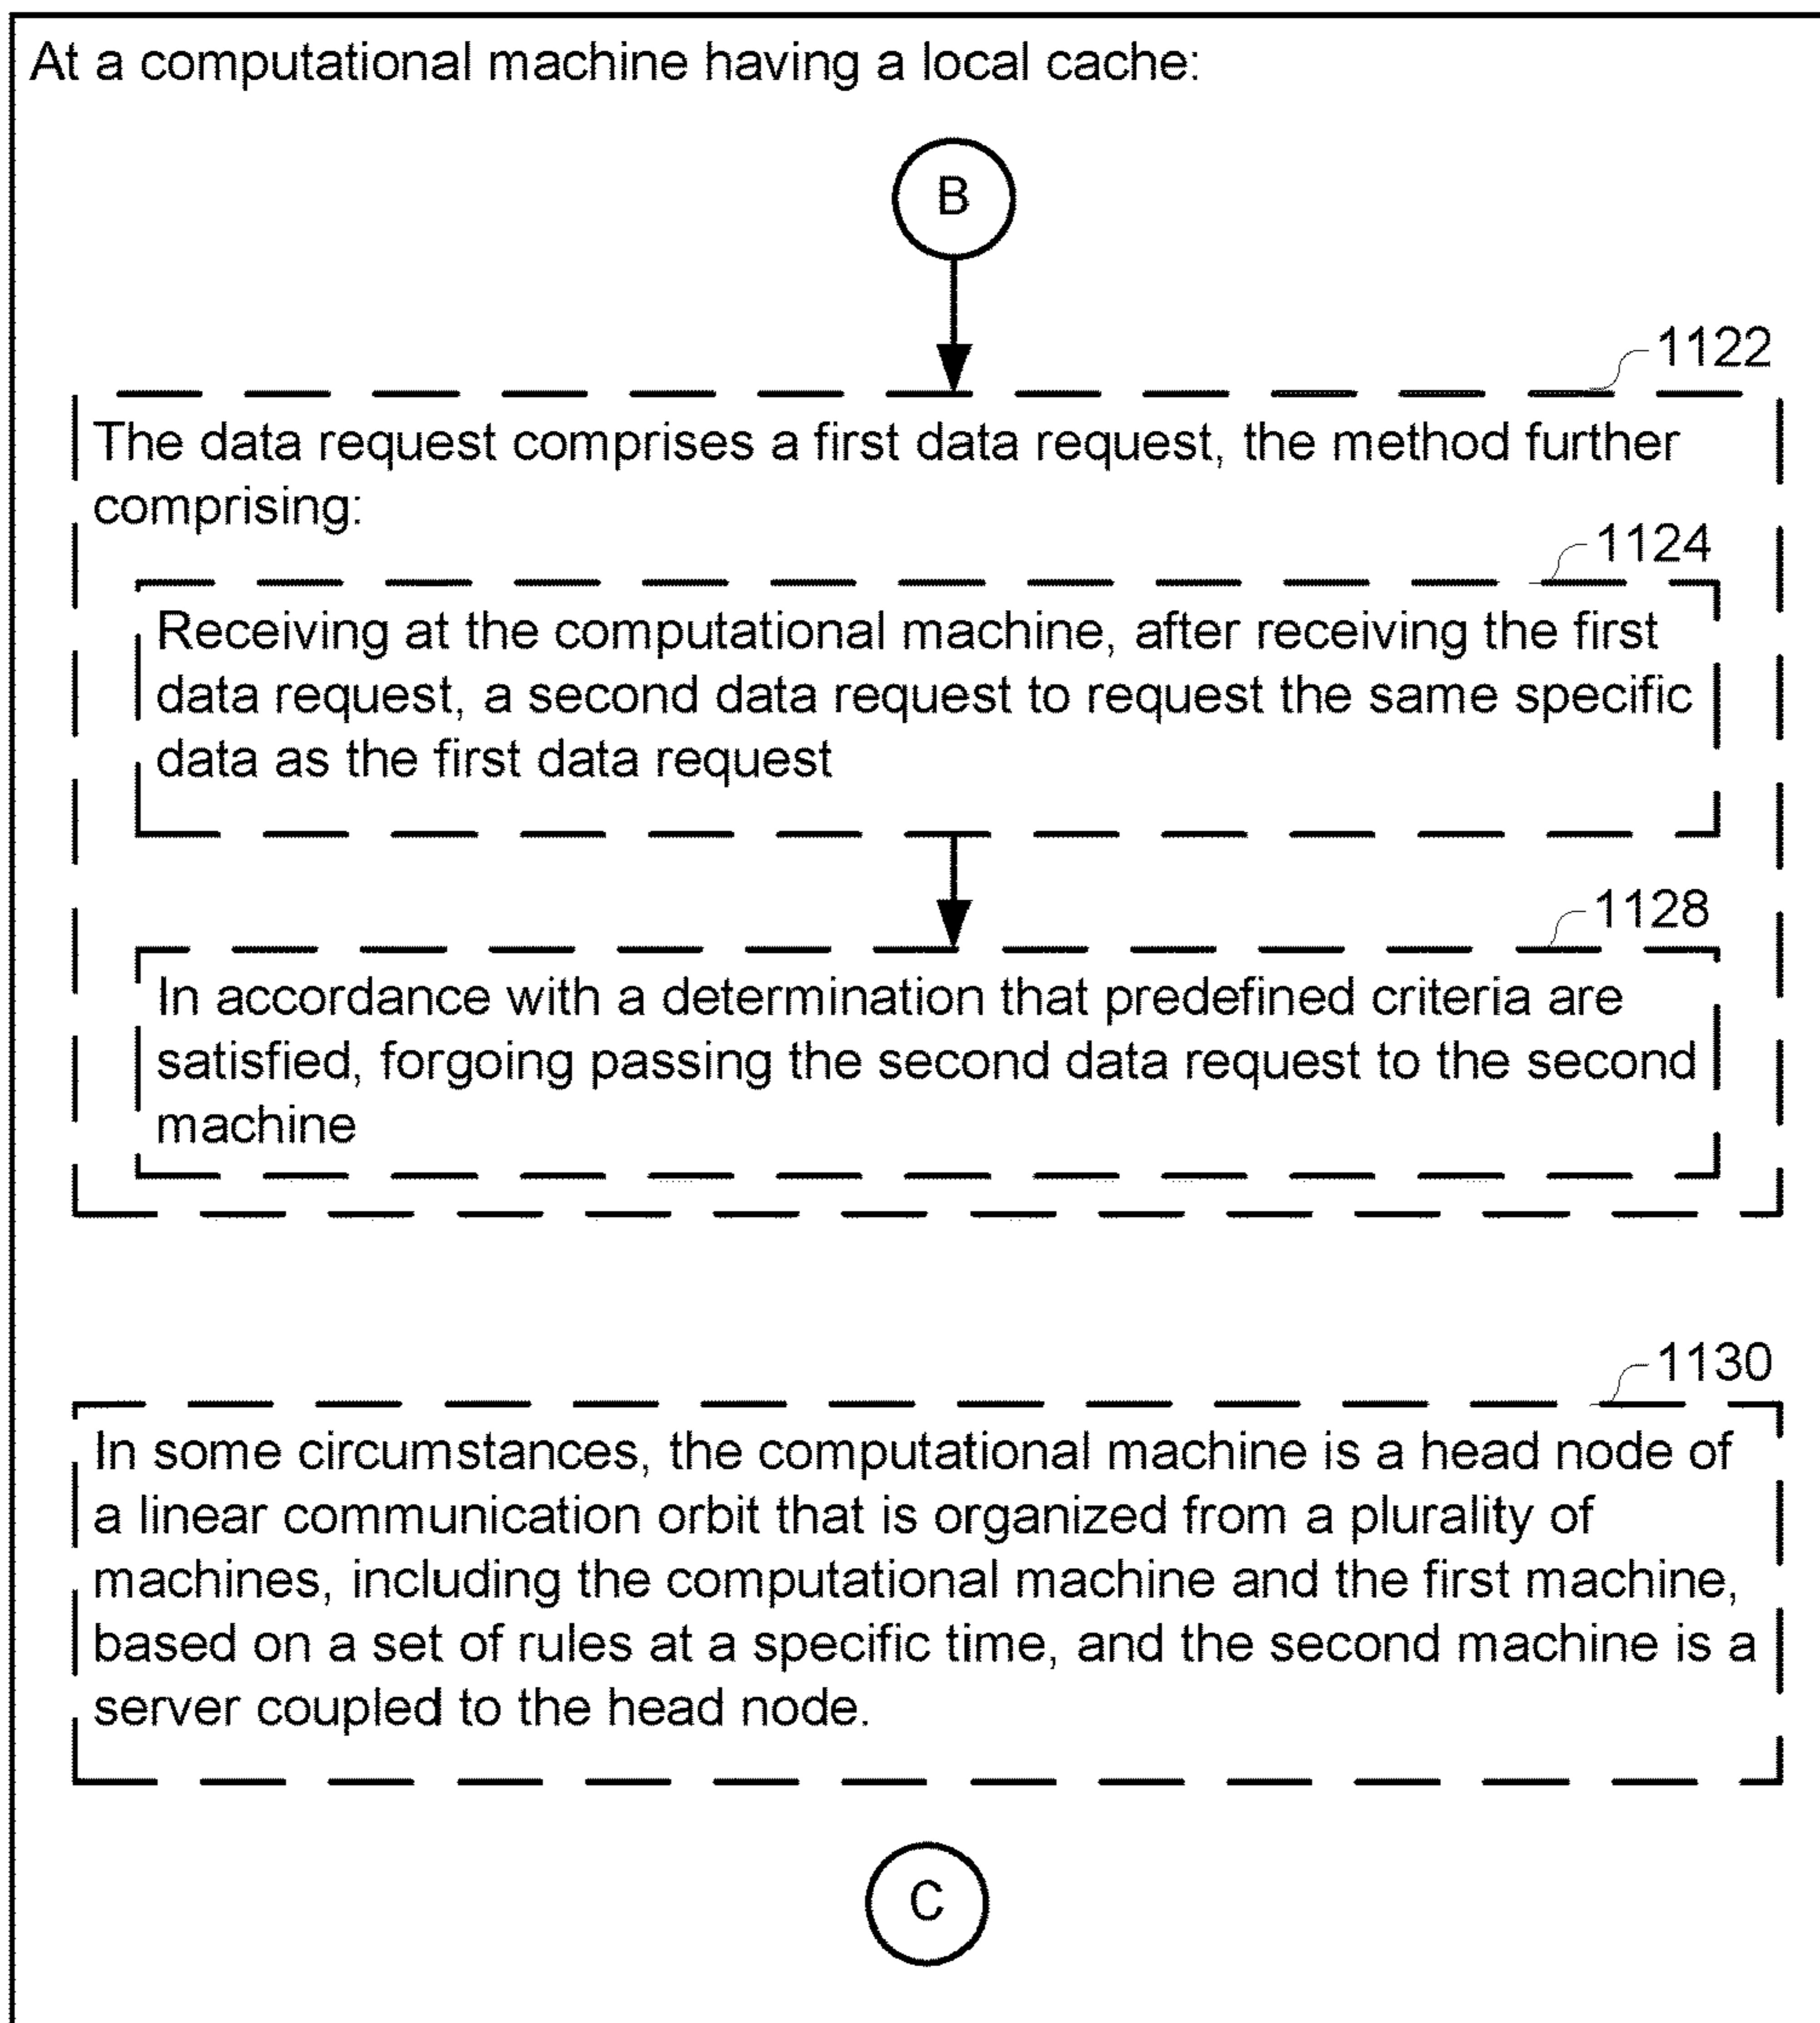 At a computational machine having a local cache:
B
1122
The data request comprises a first data request, the method further
comprising:
1124
Receiving at the computational machine, after receiving the first
data request, a second data request to request the same specific
data as the first data request
1128
In accordance with a determination that predefined criteria are
satisfied, forgoing passing the second data request to the second
machine
1130
In some circumstances, the computational machine is a head node of
a linear communication orbit that is organized from a plurality of
machines, including the computational machine and the first machine,
based on a set of rules at a specific time, and the second machine is a
server coupled to the head node.
C